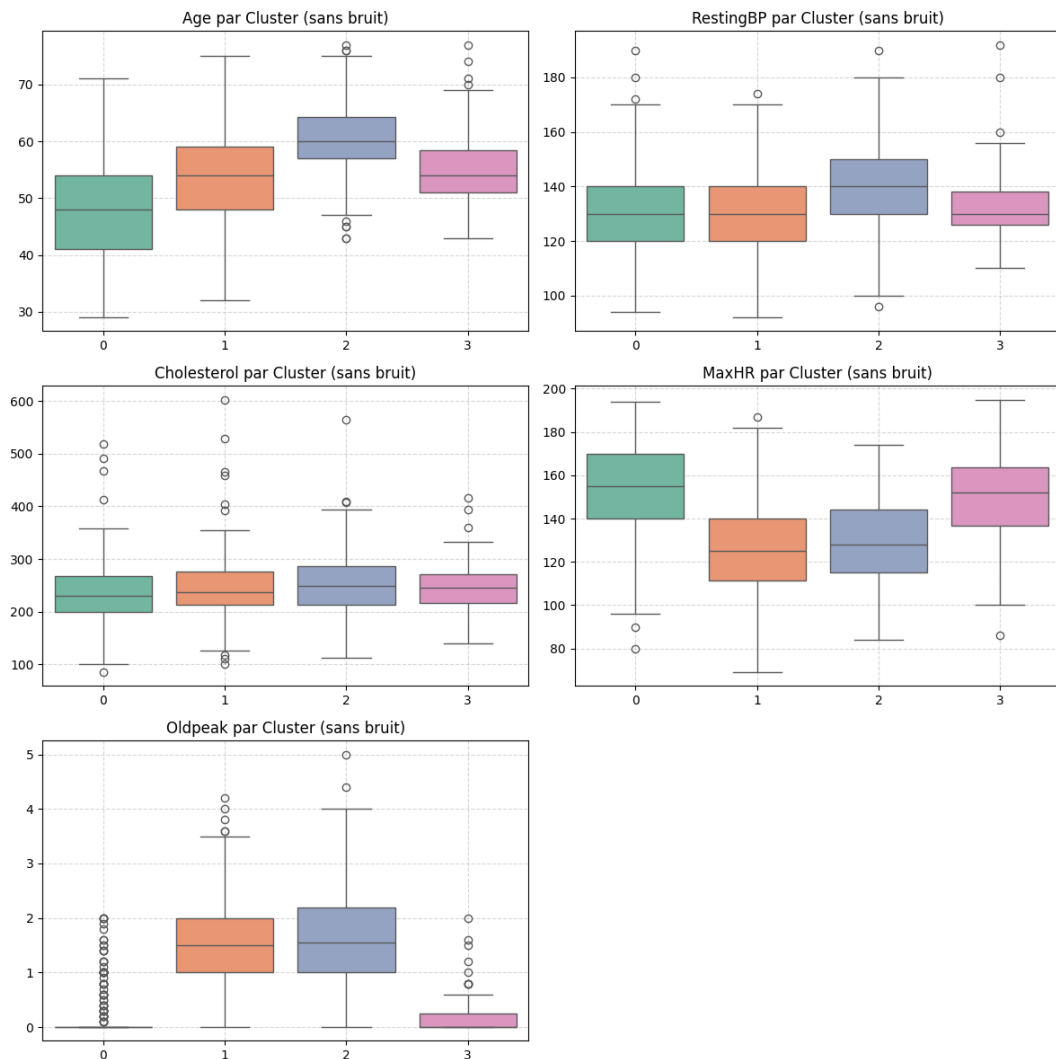 Age par Cluster (sans bruit)
70
60
50
40
30
0 1 2 3
RestingBP par Cluster (sans bruit)
180
160
140
120
100
0 1 2 3
Cholesterol par Cluster (sans bruit)
600
500
400
300
200
100
0 1 2 3
MaxHR par Cluster (sans bruit)
200
180
160
140
120
100
80
0 1 2 3
Oldpeak par Cluster (sans bruit)
5
4
3
2
1
0
0 1 2 3